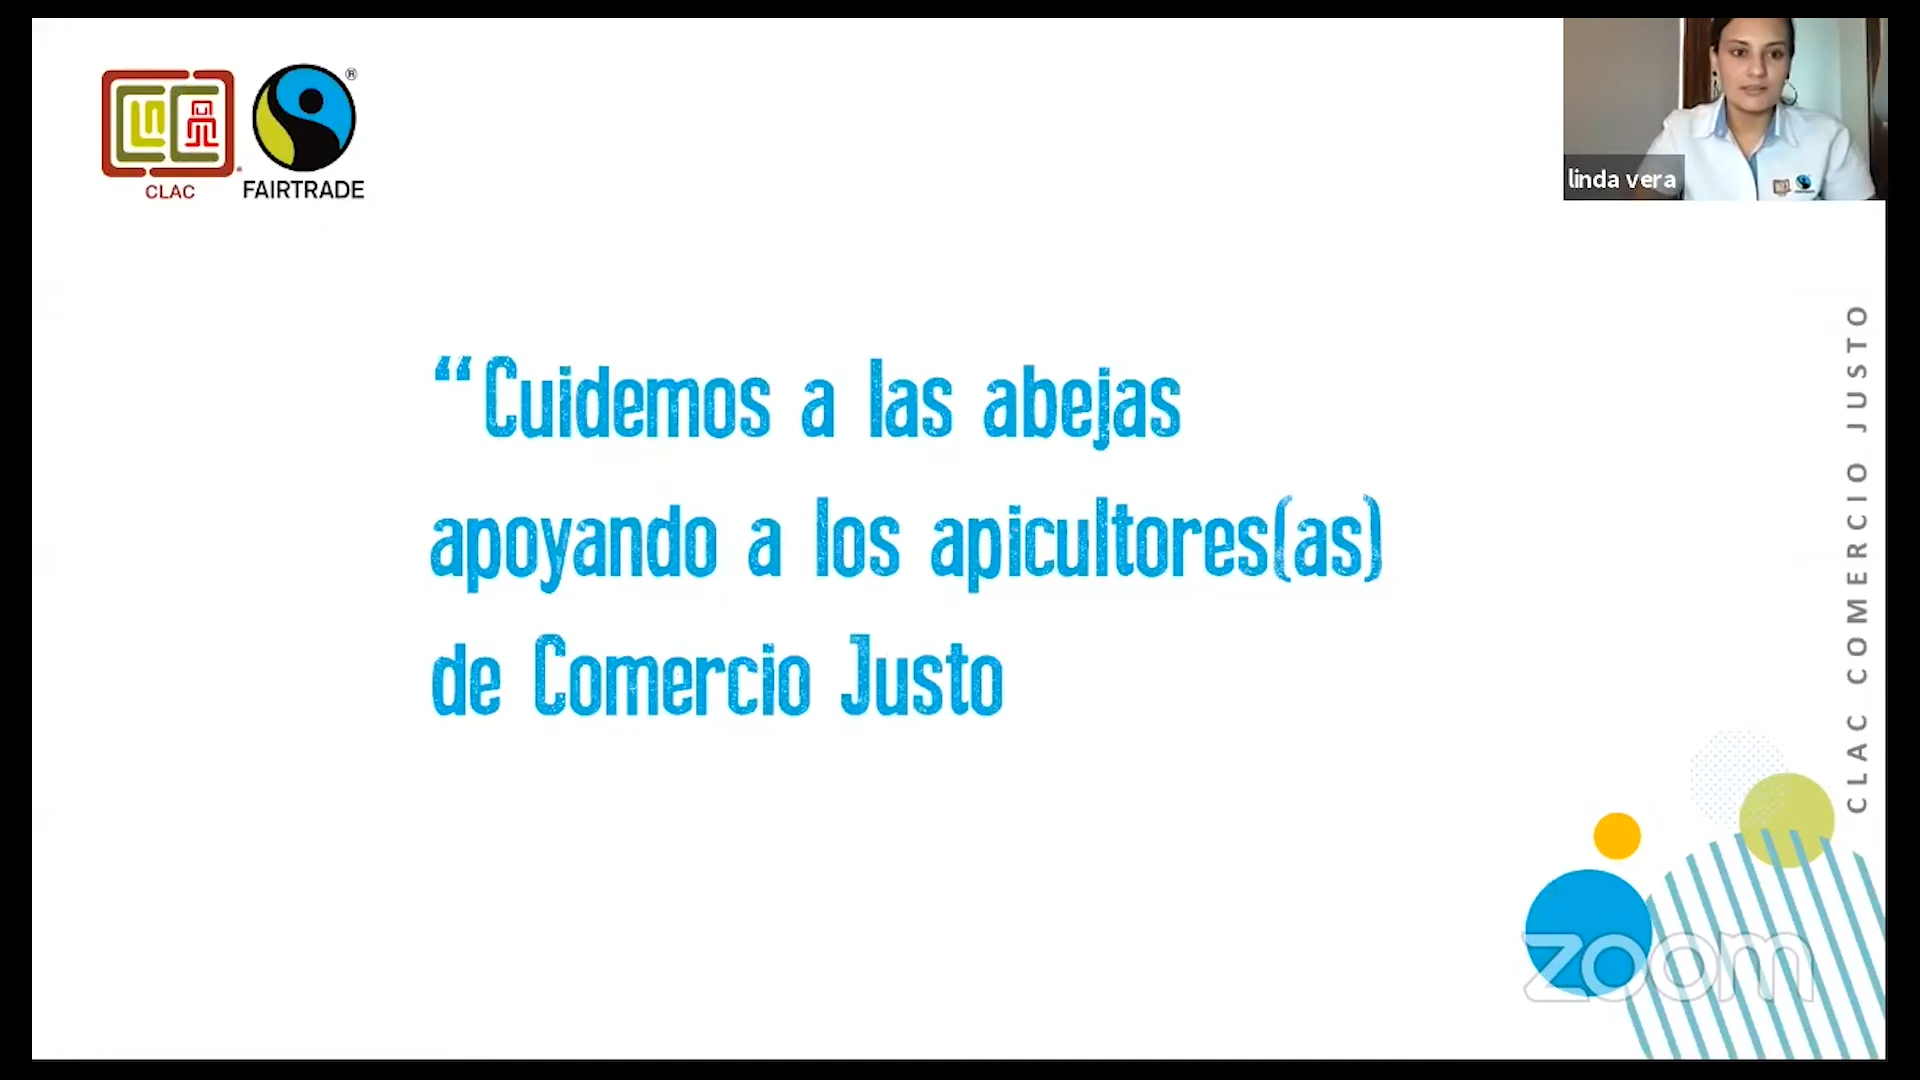 CLAC
FAIRTRADE
®
linda vera
“Cuidemos a las abejas
apoyando a los apicultores(as)
de Comercio Justo
CLAC COMERCIO JUSTO
zoom